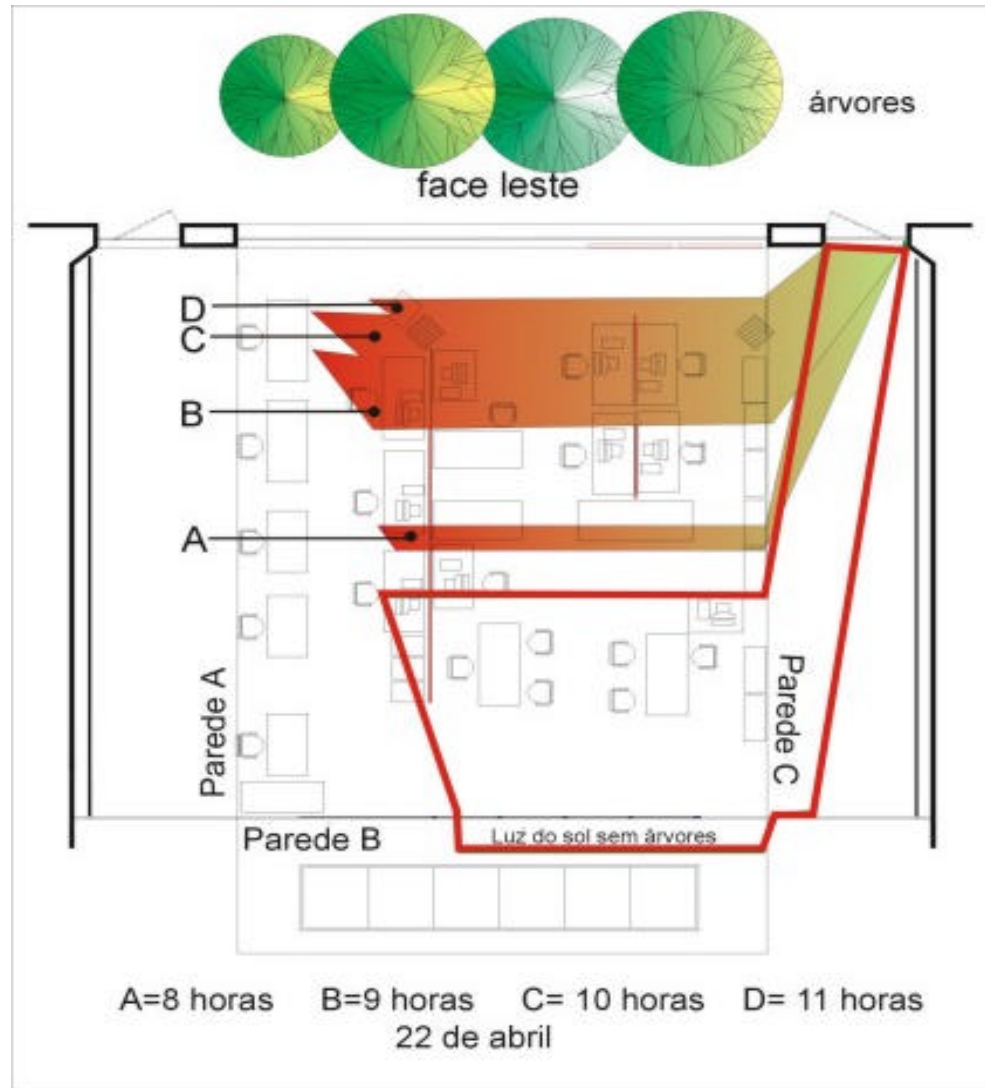 árvores
face leste
D
C
B
A
Parede A
Parede C
Parede B
Luz do sol sem árvores
A=8 horas B=9 horas C= 10 horas D= 11 horas
22 de abril